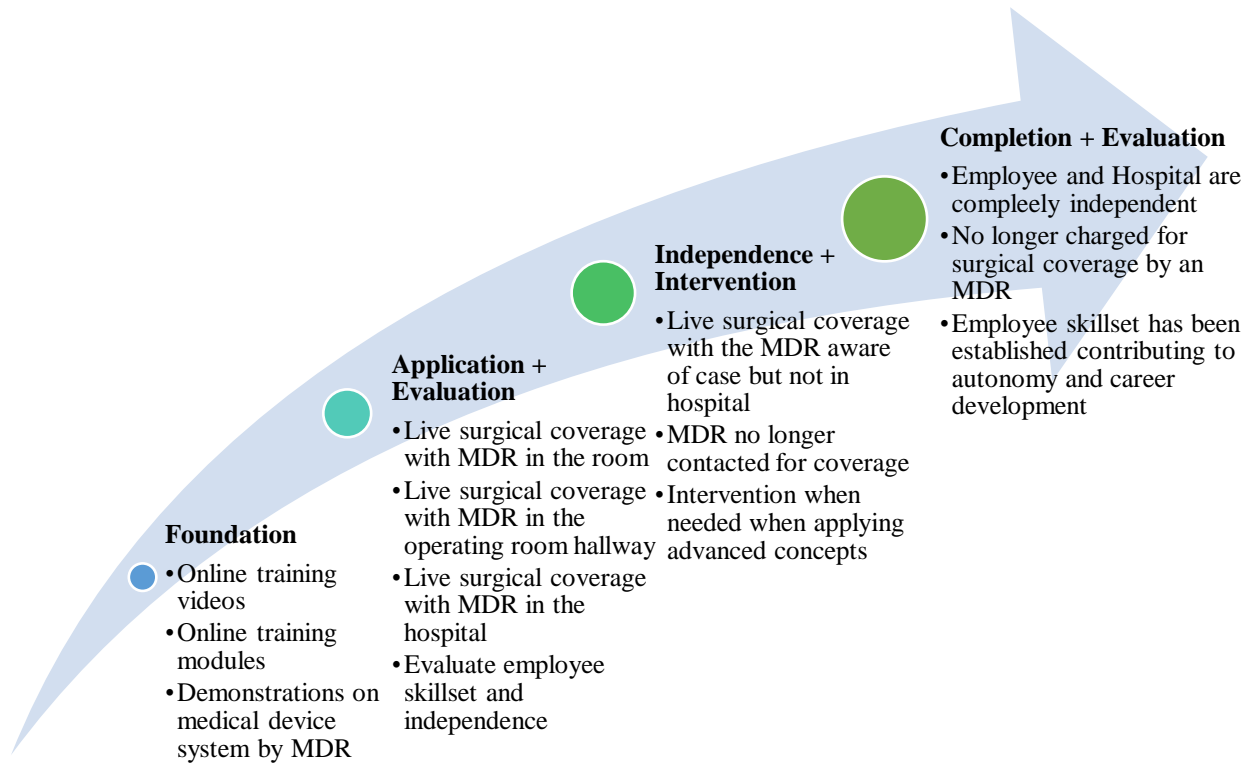 Foundation
•Online training
videos
•Online training
modules
•Demonstrations on
medical device
system by MDR
Application +
Evaluation
•Live surgical coverage
with MDR in the room
•Live surgical coverage
with MDR in the
operating room hallway
•Live surgical coverage
with MDR in the
hospital
•Evaluate employee
skillset and
independence
Independence +
Intervention
•Live surgical coverage
with the MDR aware
of case but not in
hospital
•MDR no longer
contacted for coverage
•Intervention when
needed when applying
advanced concepts
Completion + Evaluation
•Employee and Hospital are
compleely independent
•No longer charged for
surgical coverage by an
MDR
•Employee skillset has been
established contributing to
autonomy and career
development